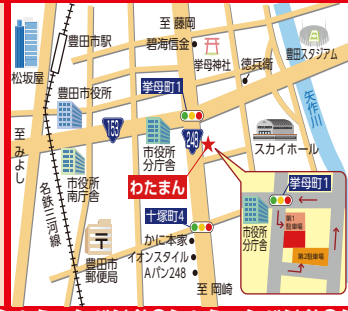 至 藤岡
豊田市駅
碧海信金
挙母神社
徳兵衛
豊田スタジアム
松坂屋
豊田市役所
挙母町1
矢作川
153
248
市役所
分庁舎
スカイホール
至 みよし
市役所
南庁舎
わたまん
挙母町1
名鉄三河線
十塚町4
市役所
分庁舎
第1
駐車場
第2駐車場
豊田市
郵便局
かに本家
イオンスタイル
Aパン248
至 岡崎